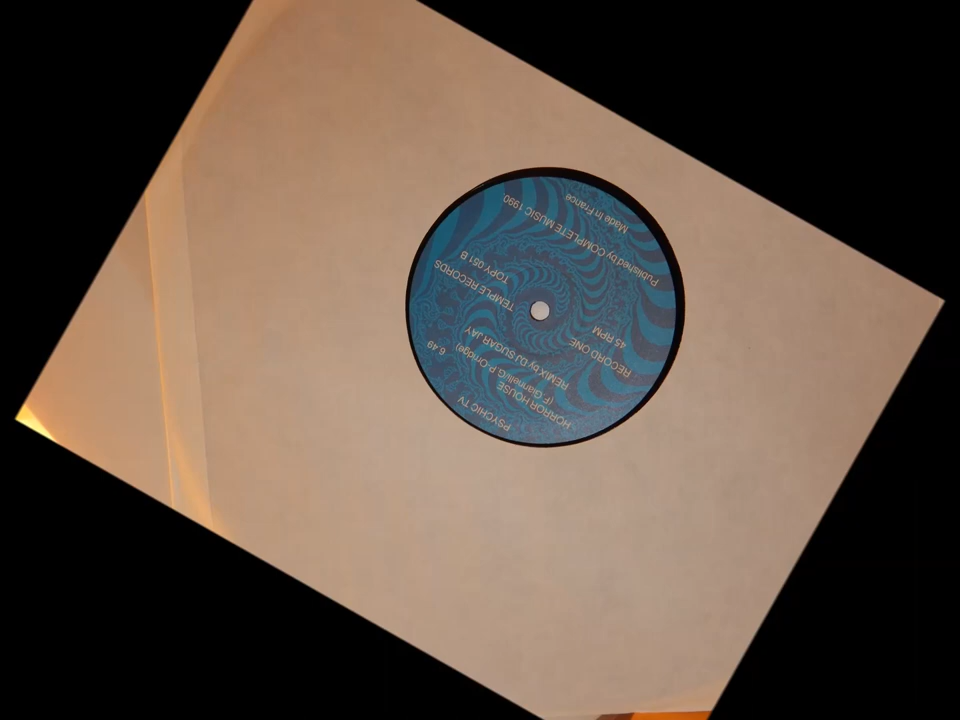 PSYCHIC TV
HORROR HOUSE
(F. Giannelli/G. P-Orridge) 6.49
REMIX by DJ SUGAR JAY
RECORD ONE
45 RPM
TEMPLE RECORDS
TOPY 051 B
Published by COMPLETE MUSIC 1990
Made In France